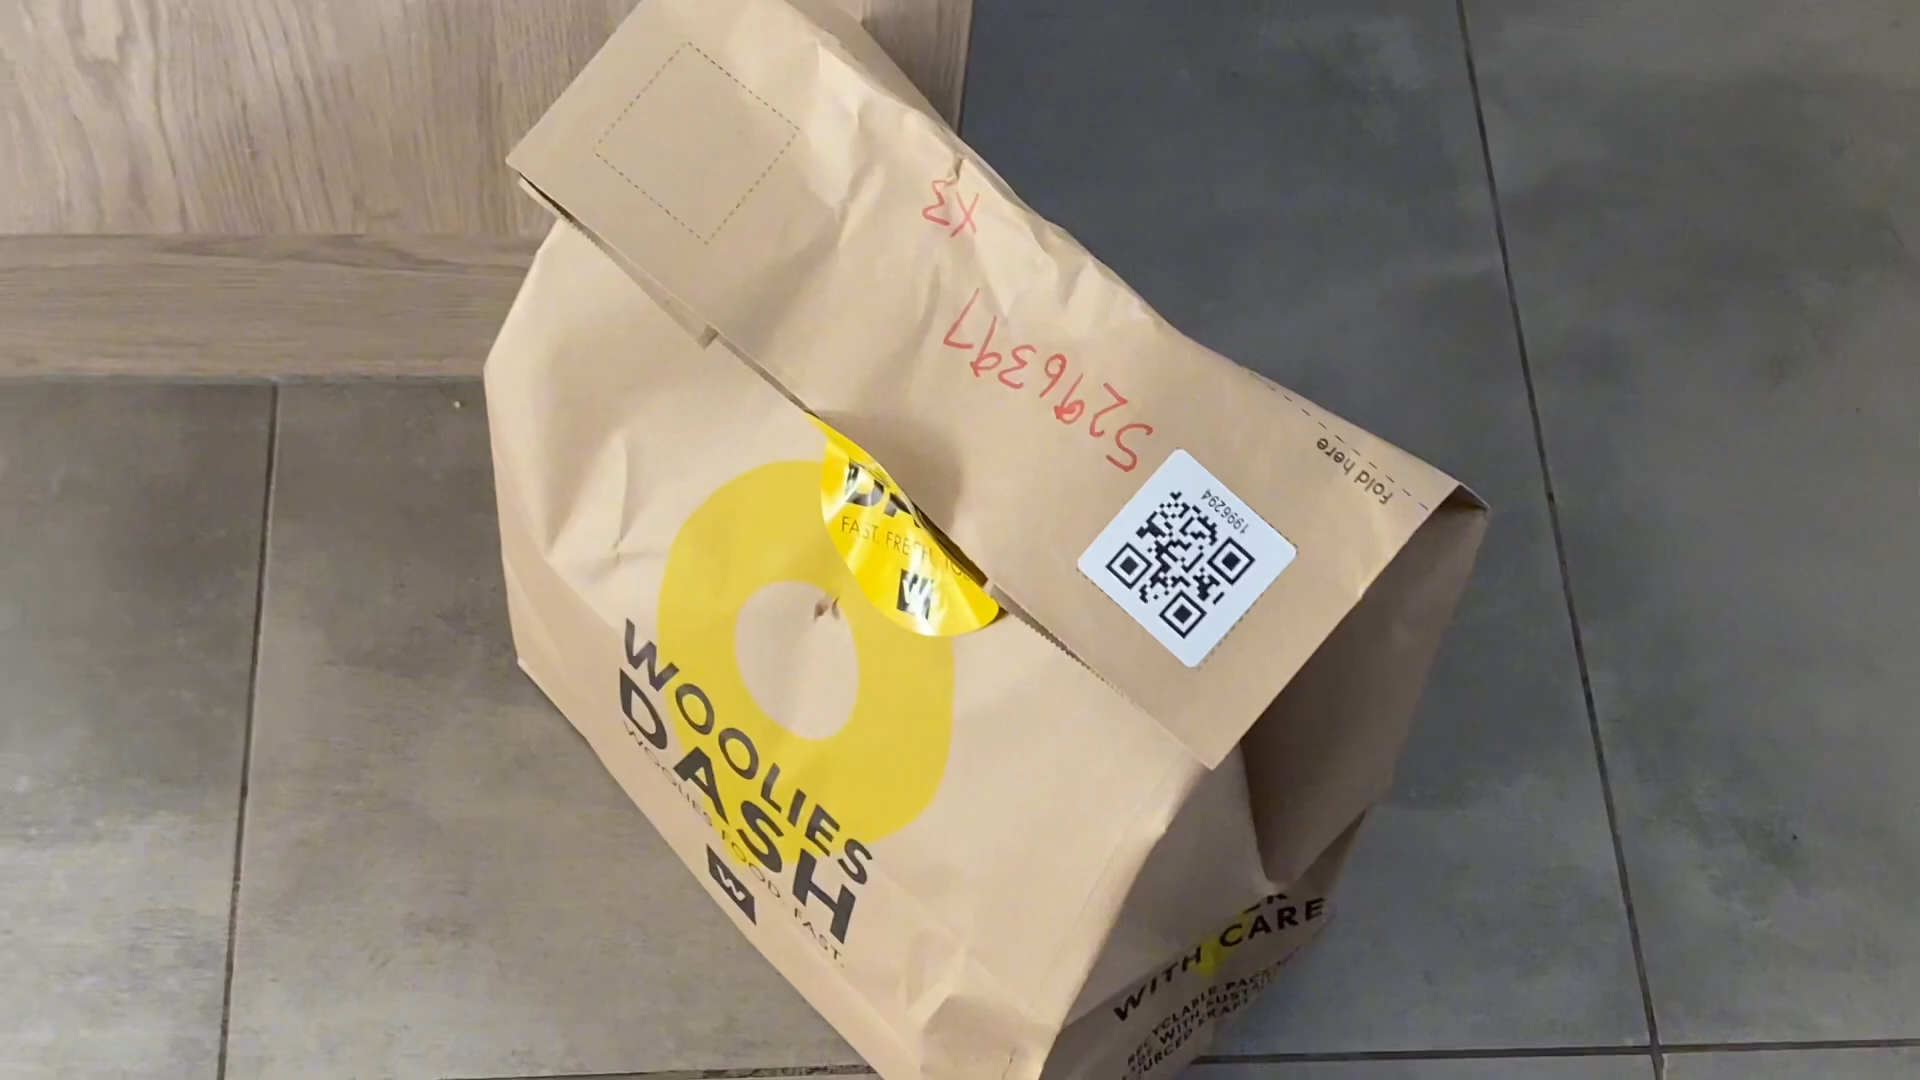 X3
5296397
1996294
Fold here
FAST. FRESH
W
WOOLIES
DASH
WOOLIES FOOD. FAST.
W
WITH CARE